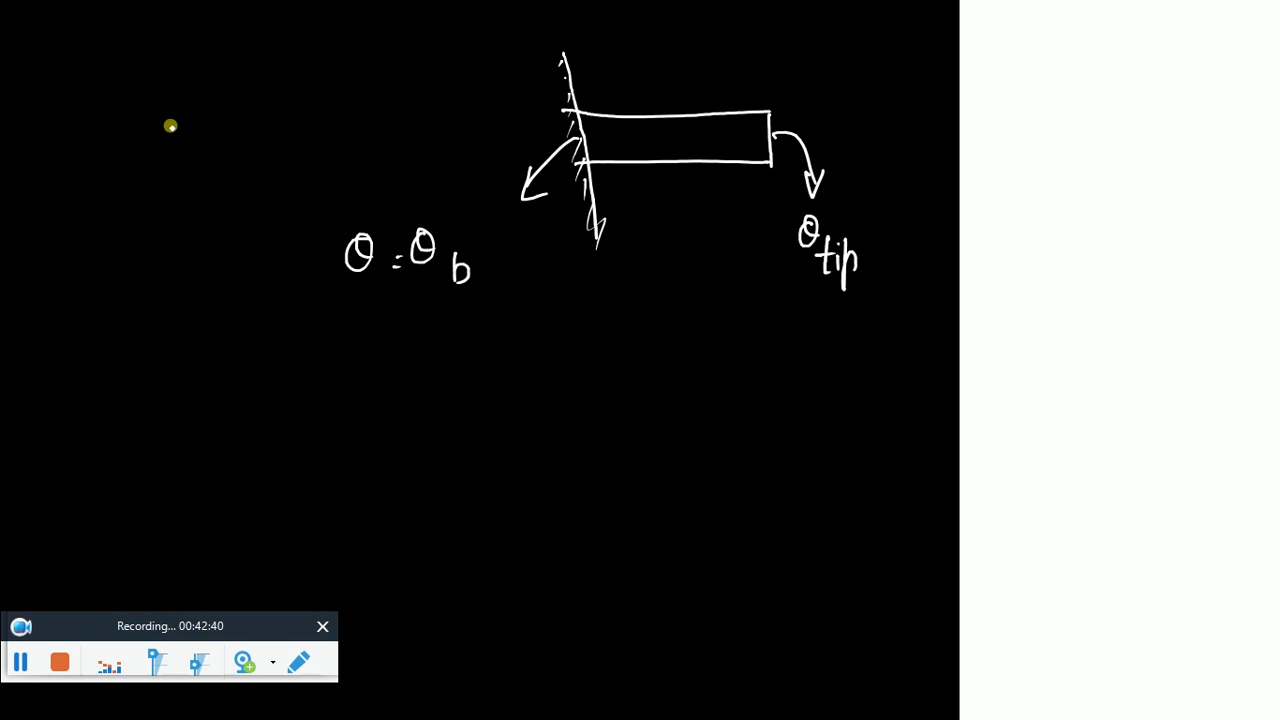 θ = θb
θtip
Recording... 00:42:40